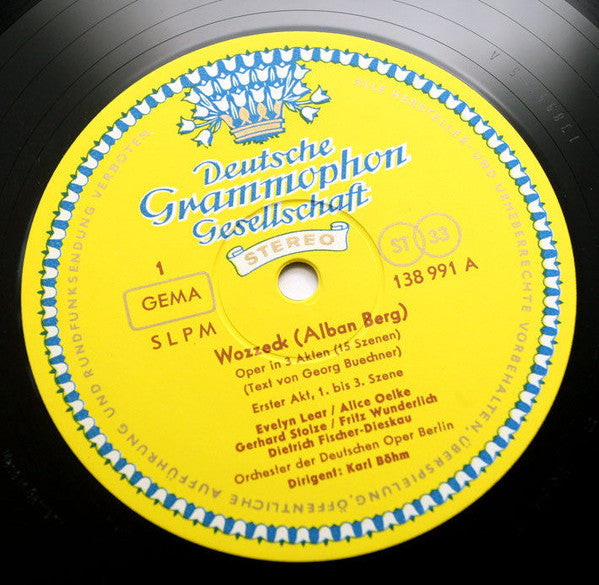 Deutsche
Grammophon
Gesellschaft
STEREO
1
GEMA
SLPM
ST 33
138 991 A
Wozzeck (Alban Berg)
Oper in 3 Akten (15 Szenen)
(Text von Georg Buechner)
Erster Akt, 1. bis 3. Szene
Evelyn Lear / Alice Oelke
Gerhard Stolze / Fritz Wunderlich
Dietrich Fischer-Dieskau
Orchester der Deutschen Oper Berlin
Dirigent: Karl Böhm
ALLE HERSTELLER- UND URHEBERRECHTE VORBEHALTEN, ÜBERSPIELUNG, ÖFFENTLICHE AUFFÜHRUNG UND RUNDFUNKSENDUNG VERBOTEN.